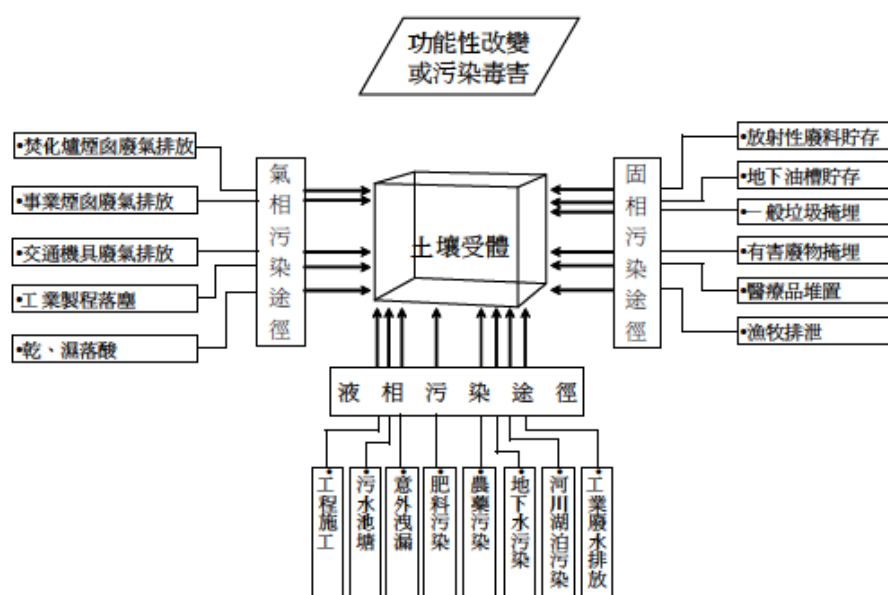 功能性改變
或污染毒害
•焚化爐煙囪廢氣排放
•事業煙囪廢氣排放
•交通機具廢氣排放
•工業製程落塵
•乾、濕落酸
氣相污染途徑
土壤受體
固相污染途徑
•放射性廢料貯存
•地下油槽貯存
•一般垃圾掩埋
•有害廢物掩埋
•醫療品堆置
•漁牧排泄
液相污染途徑
•工程施工
•污水池塘
•意外洩漏
•肥料污染
•農藥污染
•地下水污染
•河川湖泊污染
•工業廢水排放